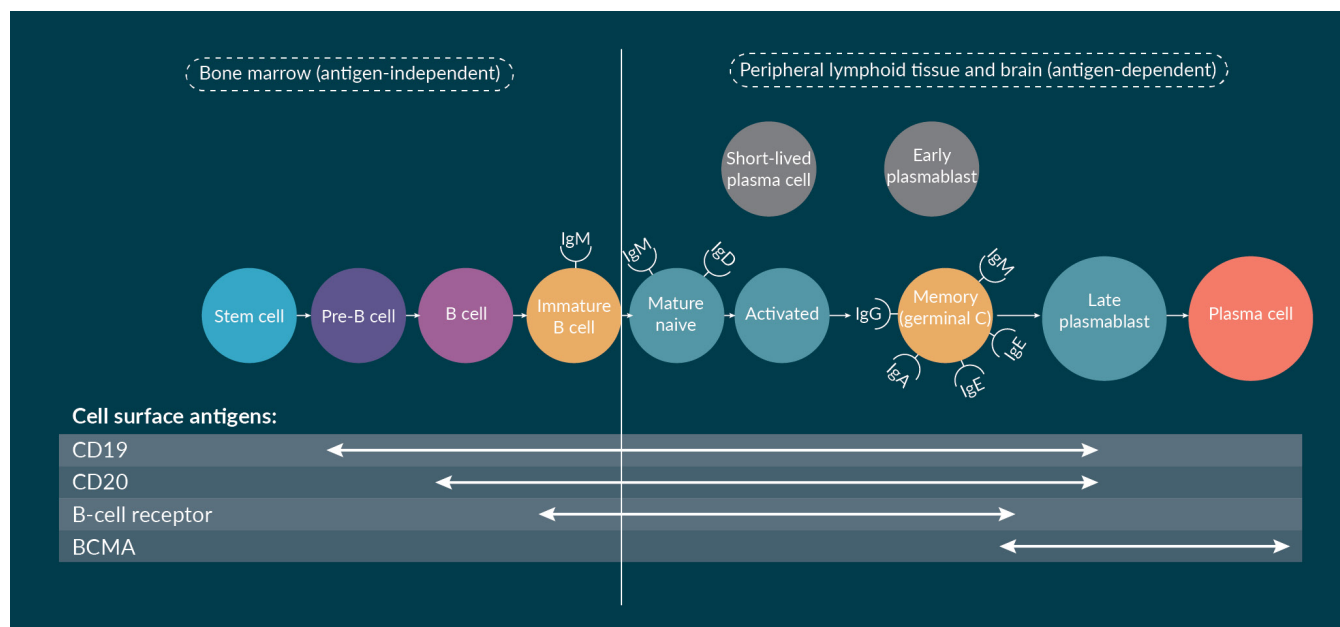 Bone marrow (antigen-independent)
Peripheral lymphoid tissue and brain (antigen-dependent)
Short-lived
plasma cell
Early
plasmablast
IgM
IgM
IgD
IgM
Stem cell
Pre-B cell
B cell
Immature
B cell
Mature
naive
Activated
IgG
Memory
(germinal C)
IgE
IgE
IgA
Late
plasmablast
Plasma cell
Cell surface antigens:
CD19
CD20
B-cell receptor
BCMA